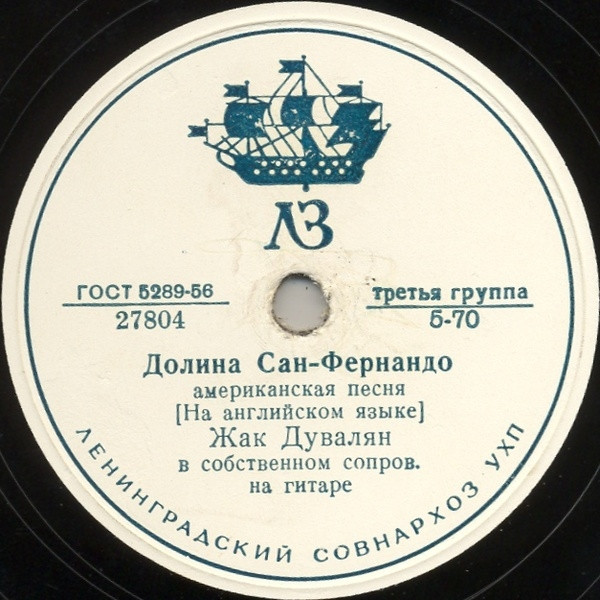 ЛЗ
ГОСТ 5289-56
27804
третья группа
5-70
Долина Сан-Фернандо
американская песня
[На английском языке]
Жак Дувалян
в собственном сопров.
на гитаре
ЛЕНИНГРАДСКИЙ СОВНАРХОЗ УХП